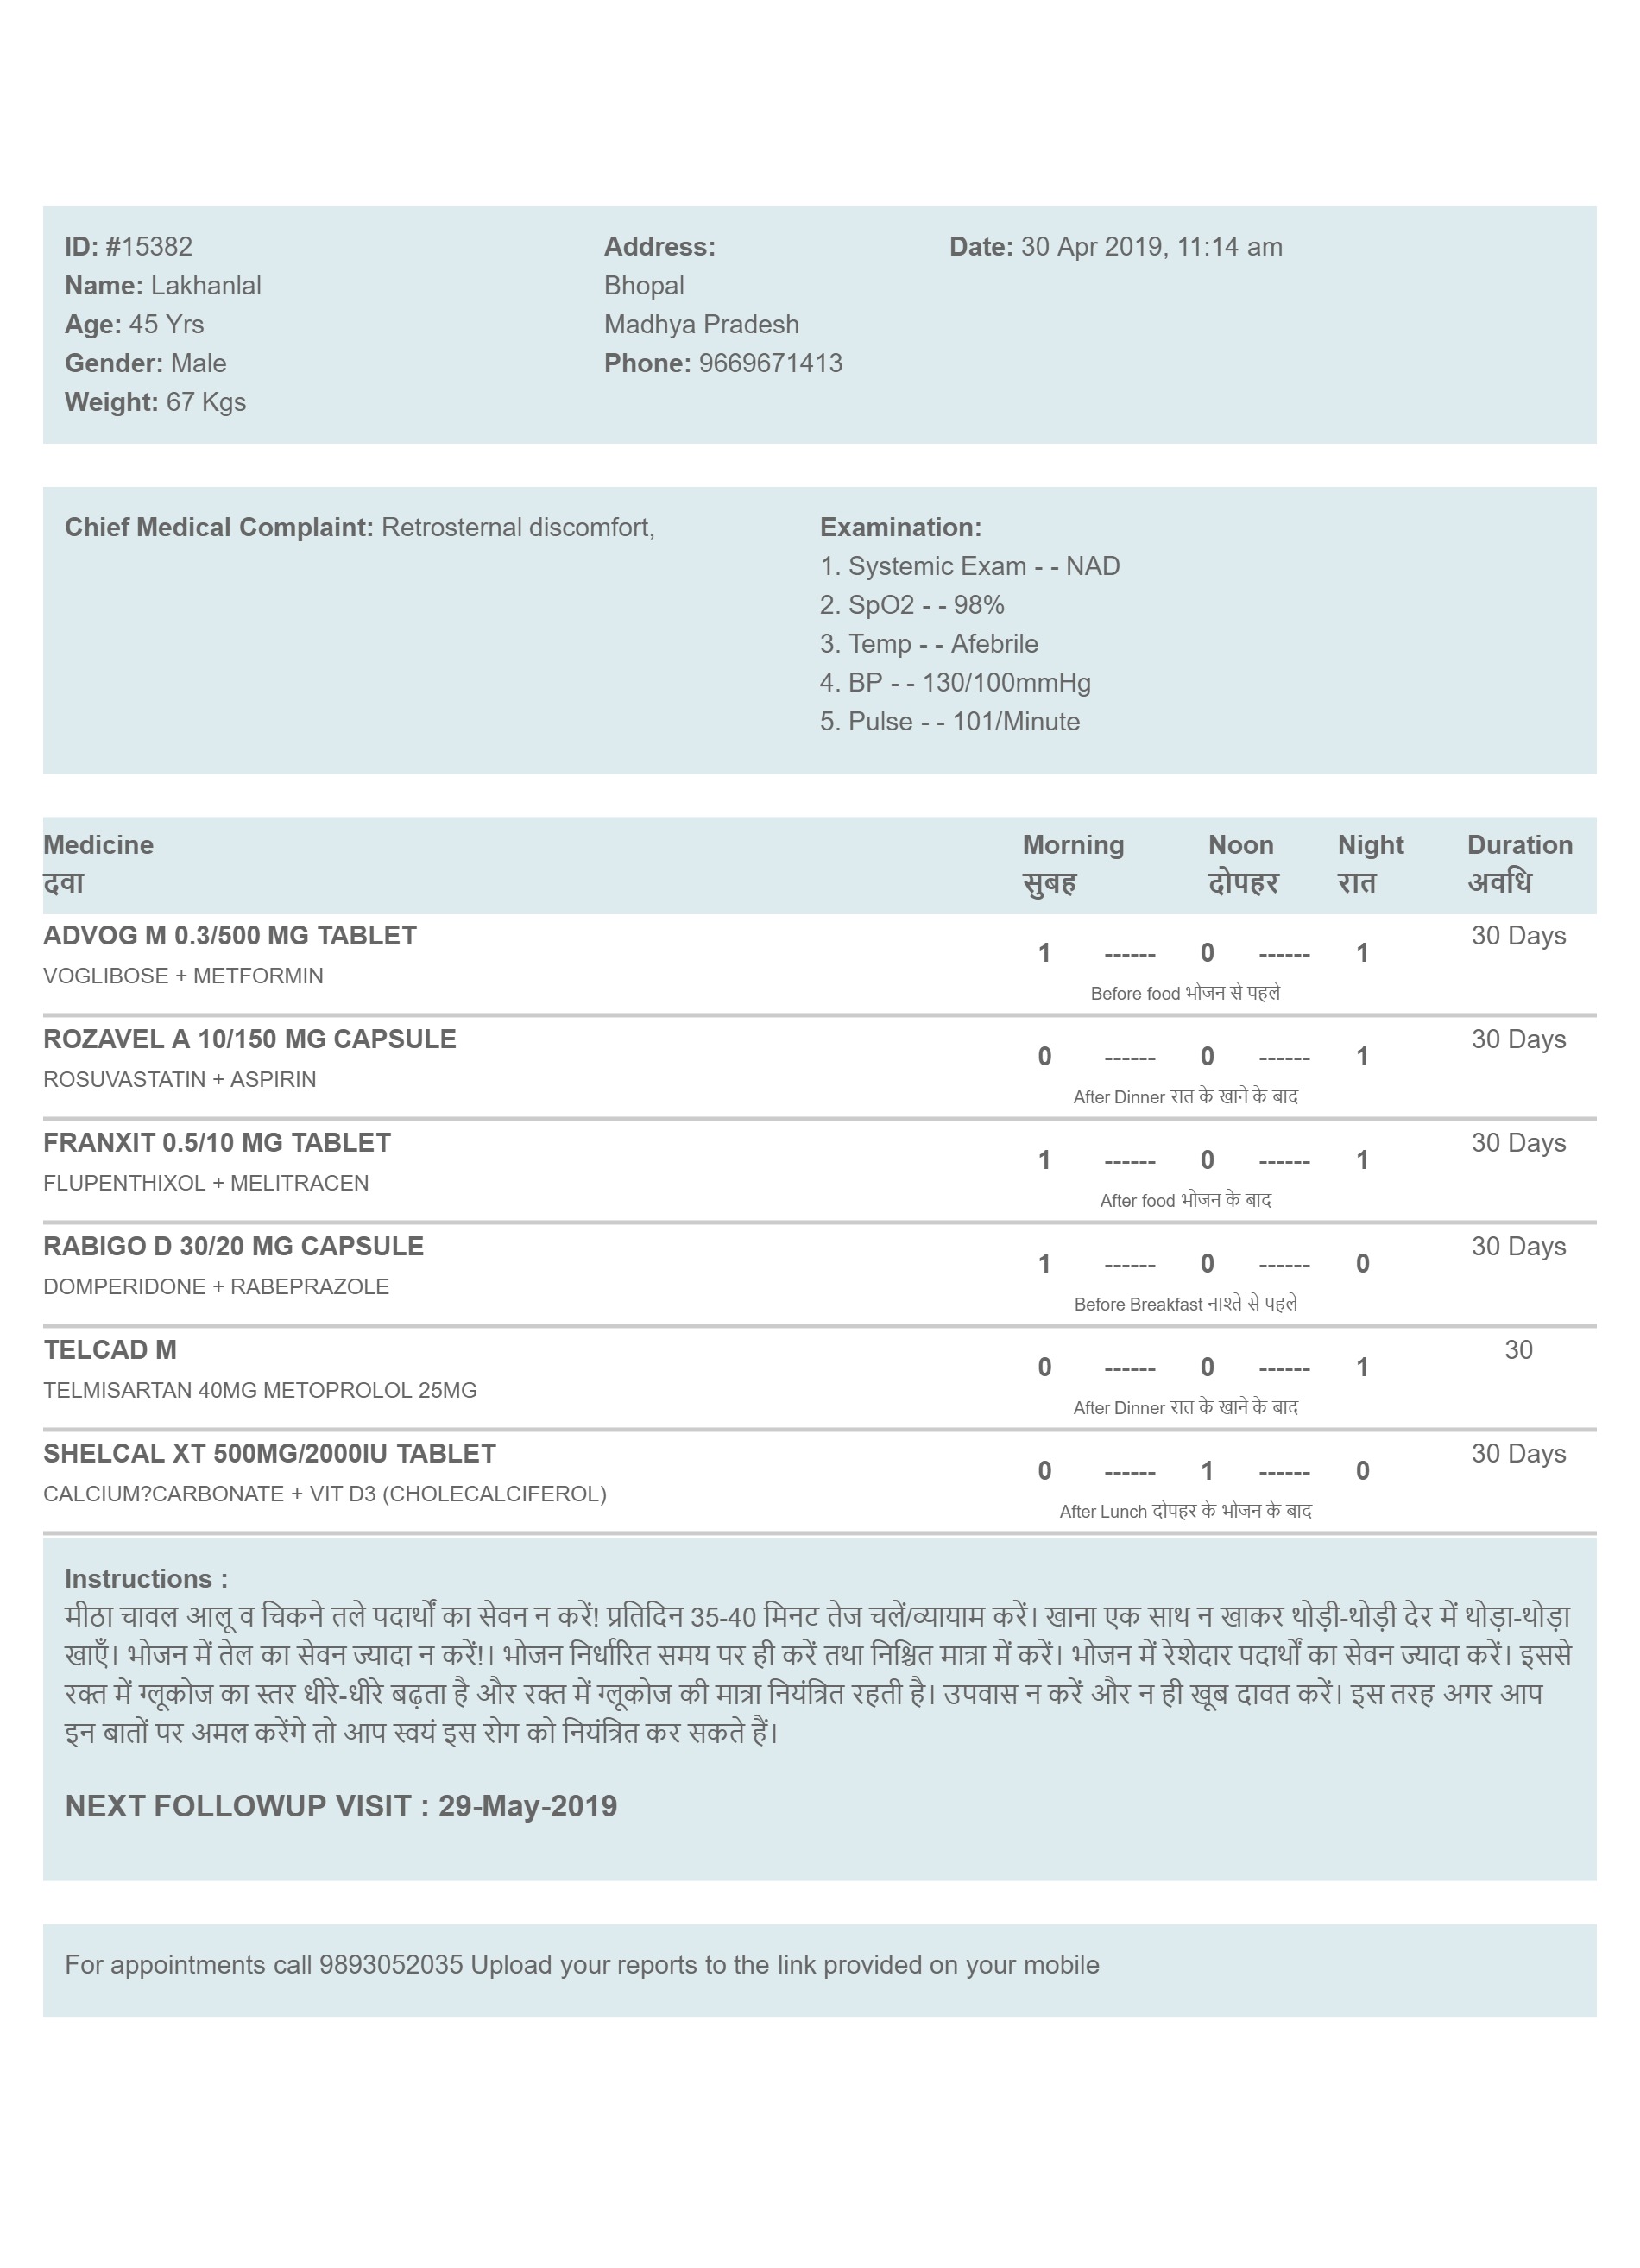 ID: #15382
Name: Lakhanlal
Age: 45 Yrs
Gender: Male
Weight: 67 Kgs
Address:
Bhopal
Madhya Pradesh
Phone: 9669671413
Date: 30 Apr 2019, 11:14 am
Chief Medical Complaint: Retrosternal discomfort,
Examination:
1. Systemic Exam - - NAD
2. SpO2 - - 98%
3. Temp - - Afebrile
4. BP - - 130/100mmHg
5. Pulse - - 101/Minute
Medicine Morning Noon Night Duration
दवा सुबह दोपहर रात अवधि
ADVOG M 0.3/500 MG TABLET 30 Days
1 ------ 0 ------ 1
VOGLIBOSE + METFORMIN
Before food भोजन से पहले
ROZAVEL A 10/150 MG CAPSULE 30 Days
0 ------ 0 ------ 1
ROSUVASTATIN + ASPIRIN
After Dinner रात के खाने के बाद
FRANXIT 0.5/10 MG TABLET 30 Days
1 ------ 0 ------ 1
FLUPENTHIXOL + MELITRACEN
After food भोजन के बाद
RABIGO D 30/20 MG CAPSULE 30 Days
1 ------ 0 ------ 0
DOMPERIDONE + RABEPRAZOLE
Before Breakfast नाश्ते से पहले
TELCAD M 30
0 ------ 0 ------ 1
TELMISARTAN 40MG METOPROLOL 25MG
After Dinner रात के खाने के बाद
SHELCAL XT 500MG/2000IU TABLET 30 Days
0 ------ 1 ------ 0
CALCIUM?CARBONATE + VIT D3 (CHOLECALCIFEROL)
After Lunch दोपहर के भोजन के बाद
Instructions :
मीठा चावल आलू व चिकने तले पदार्थों का सेवन न करें! प्रतिदिन 35-40 मिनट तेज चलें/व्यायाम करें। खाना एक साथ न खाकर थोड़ी-थोड़ी देर में थोड़ा-थोड़ा
खाएँ। भोजन में तेल का सेवन ज्यादा न करें!। भोजन निर्धारित समय पर ही करें तथा निश्चित मात्रा में करें। भोजन में रेशेदार पदार्थों का सेवन ज्यादा करें। इससे
रक्त में ग्लूकोज का स्तर धीरे-धीरे बढ़ता है और रक्त में ग्लूकोज की मात्रा नियंत्रित रहती है। उपवास न करें और न ही खूब दावत करें। इस तरह अगर आप
इन बातों पर अमल करेंगे तो आप स्वयं इस रोग को नियंत्रित कर सकते हैं।
NEXT FOLLOWUP VISIT : 29-May-2019
For appointments call 9893052035 Upload your reports to the link provided on your mobile